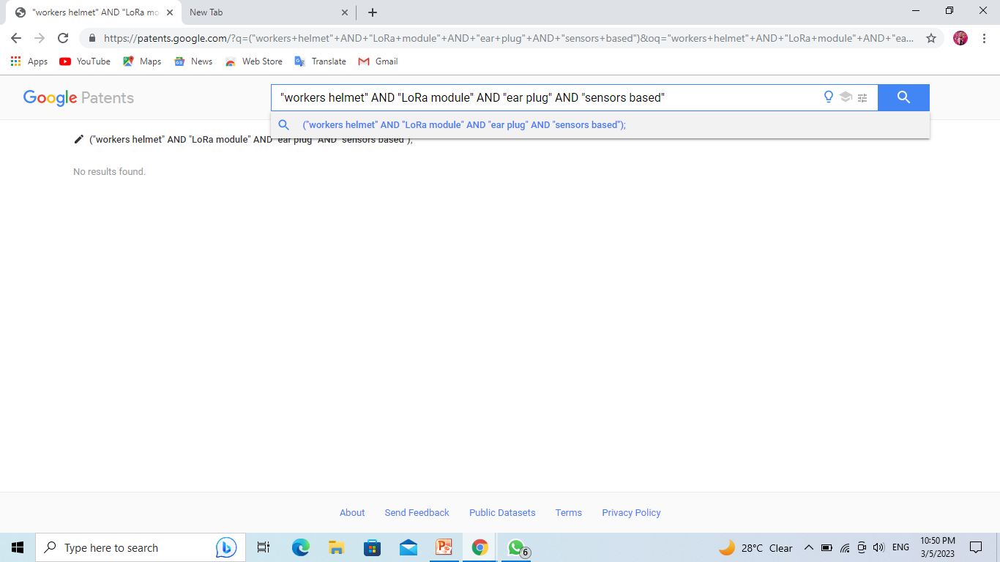 "workers helmet" AND "LoRa mo
New Tab
https://patents.google.com/?q=("workers+helmet"+AND+"LoRa+module"+AND+"ear+plug"+AND+"sensors+based")&oq="workers+helmet"+AND+"LoRa+module"+AND+"ea...
Apps YouTube Maps News Web Store Translate Gmail
Google Patents
"workers helmet" AND "LoRa module" AND "ear plug" AND "sensors based"
("workers helmet" AND "LoRa module" AND "ear plug" AND "sensors based");
("workers helmet" AND "LoRa module" AND "ear plug" AND "sensors based");
No results found.
About Send Feedback Public Datasets Terms Privacy Policy
Type here to search
6
28°C Clear
ENG
10:50 PM
3/5/2023